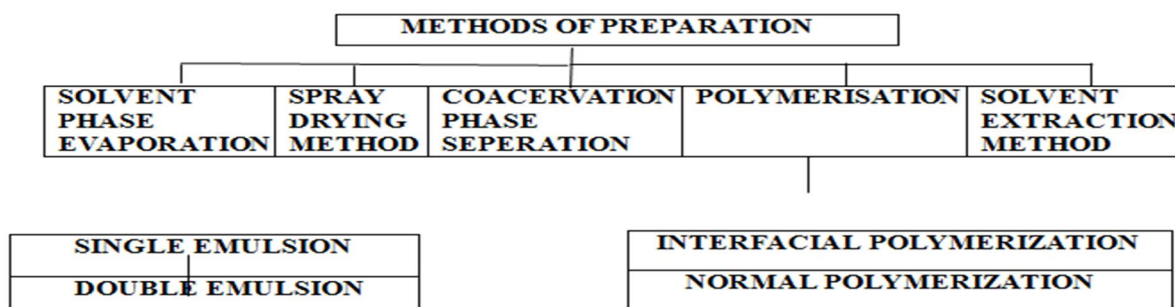 METHODS OF PREPARATION
SOLVENT
PHASE
EVAPORATION
SPRAY
DRYING
METHOD
COACERVATION
PHASE
SEPERATION
POLYMERISATION
SOLVENT
EXTRACTION
METHOD
SINGLE EMULSION
DOUBLE EMULSION
INTERFACIAL POLYMERIZATION
NORMAL POLYMERIZATION